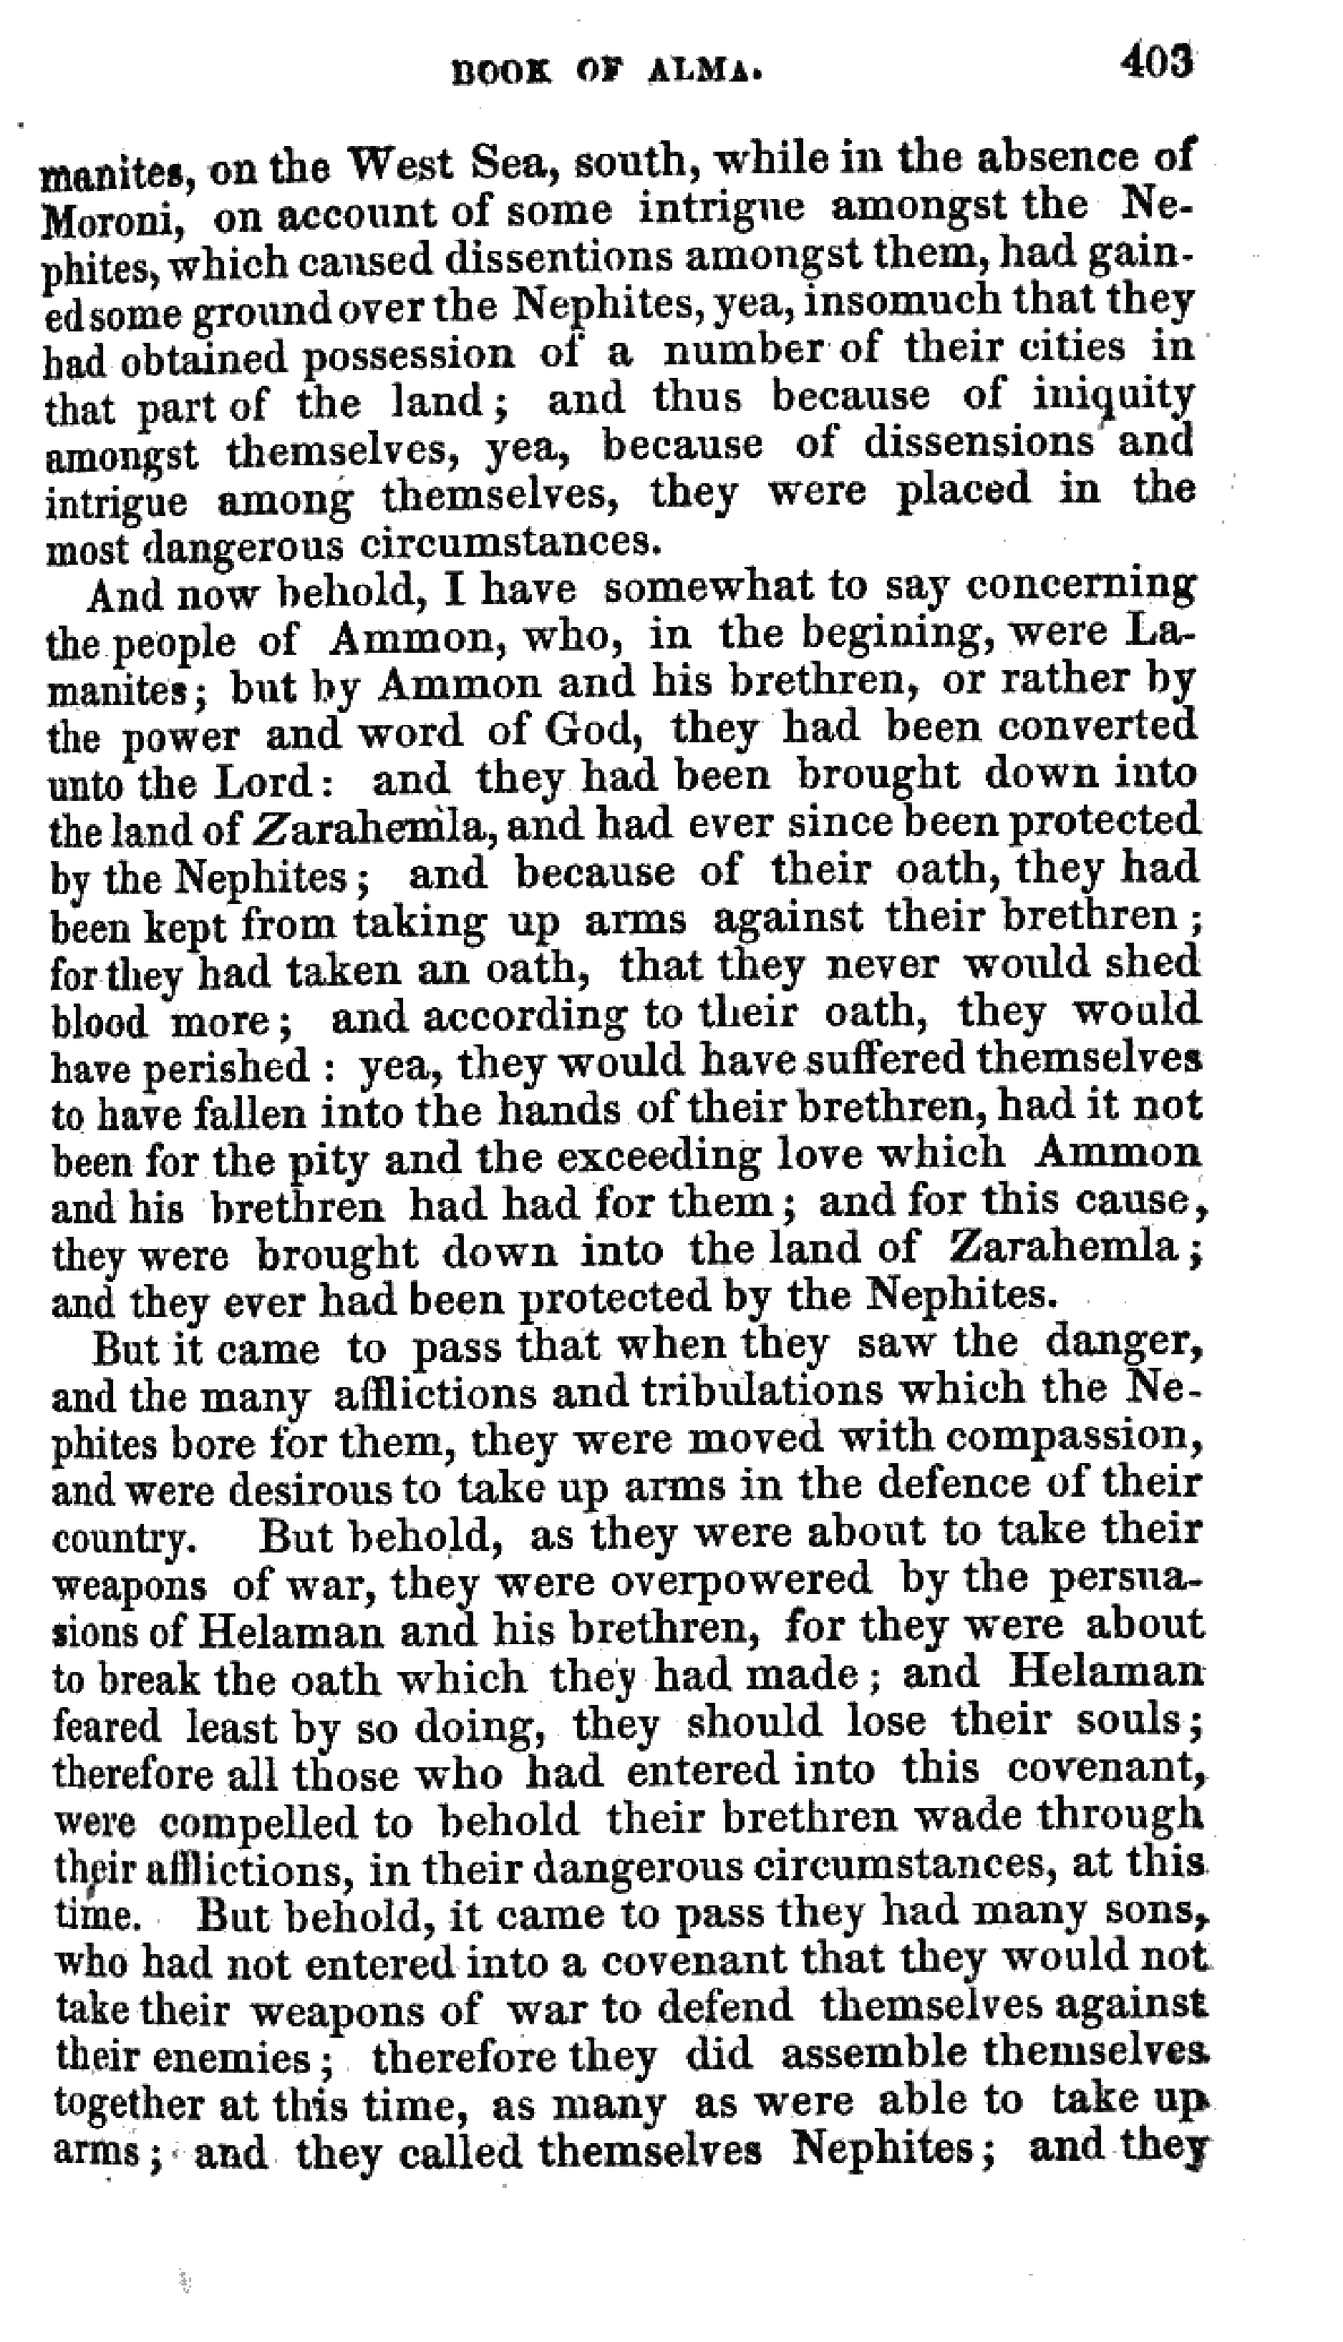 BOOK OF ALMA. 403
manites, on the West Sea, south, while in the absence of
Moroni, on account of some intrigue amongst the Ne-
phites, which caused dissentions amongst them, had gain-
ed some ground over the Nephites, yea, insomuch that they
had obtained possession of a number of their cities in
that part of the land; and thus because of iniquity
amongst themselves, yea, because of dissensions and
intrigue among themselves, they were placed in the
most dangerous circumstances.
And now behold, I have somewhat to say concerning
the people of Ammon, who, in the begining, were La-
manites; but by Ammon and his brethren, or rather by
the power and word of God, they had been converted
unto the Lord: and they had been brought down into
the land of Zarahemla, and had ever since been protected
by the Nephites; and because of their oath, they had
been kept from taking up arms against their brethren;
for they had taken an oath, that they never would shed
blood more; and according to their oath, they would
have perished: yea, they would have suffered themselves
to have fallen into the hands of their brethren, had it not
been for the pity and the exceeding love which Ammon
and his brethren had had for them; and for this cause,
they were brought down into the land of Zarahemla;
and they ever had been protected by the Nephites.
But it came to pass that when they saw the danger,
and the many afflictions and tribulations which the Ne-
phites bore for them, they were moved with compassion,
and were desirous to take up arms in the defence of their
country. But behold, as they were about to take their
weapons of war, they were overpowered by the persua-
sions of Helaman and his brethren, for they were about
to break the oath which they had made; and Helaman
feared least by so doing, they should lose their souls;
therefore all those who had entered into this covenant,
were compelled to behold their brethren wade through
their afflictions, in their dangerous circumstances, at this
time. But behold, it came to pass they had many sons,
who had not entered into a covenant that they would not
take their weapons of war to defend themselves against
their enemies; therefore they did assemble themselves
together at this time, as many as were able to take up
arms; and they called themselves Nephites; and they